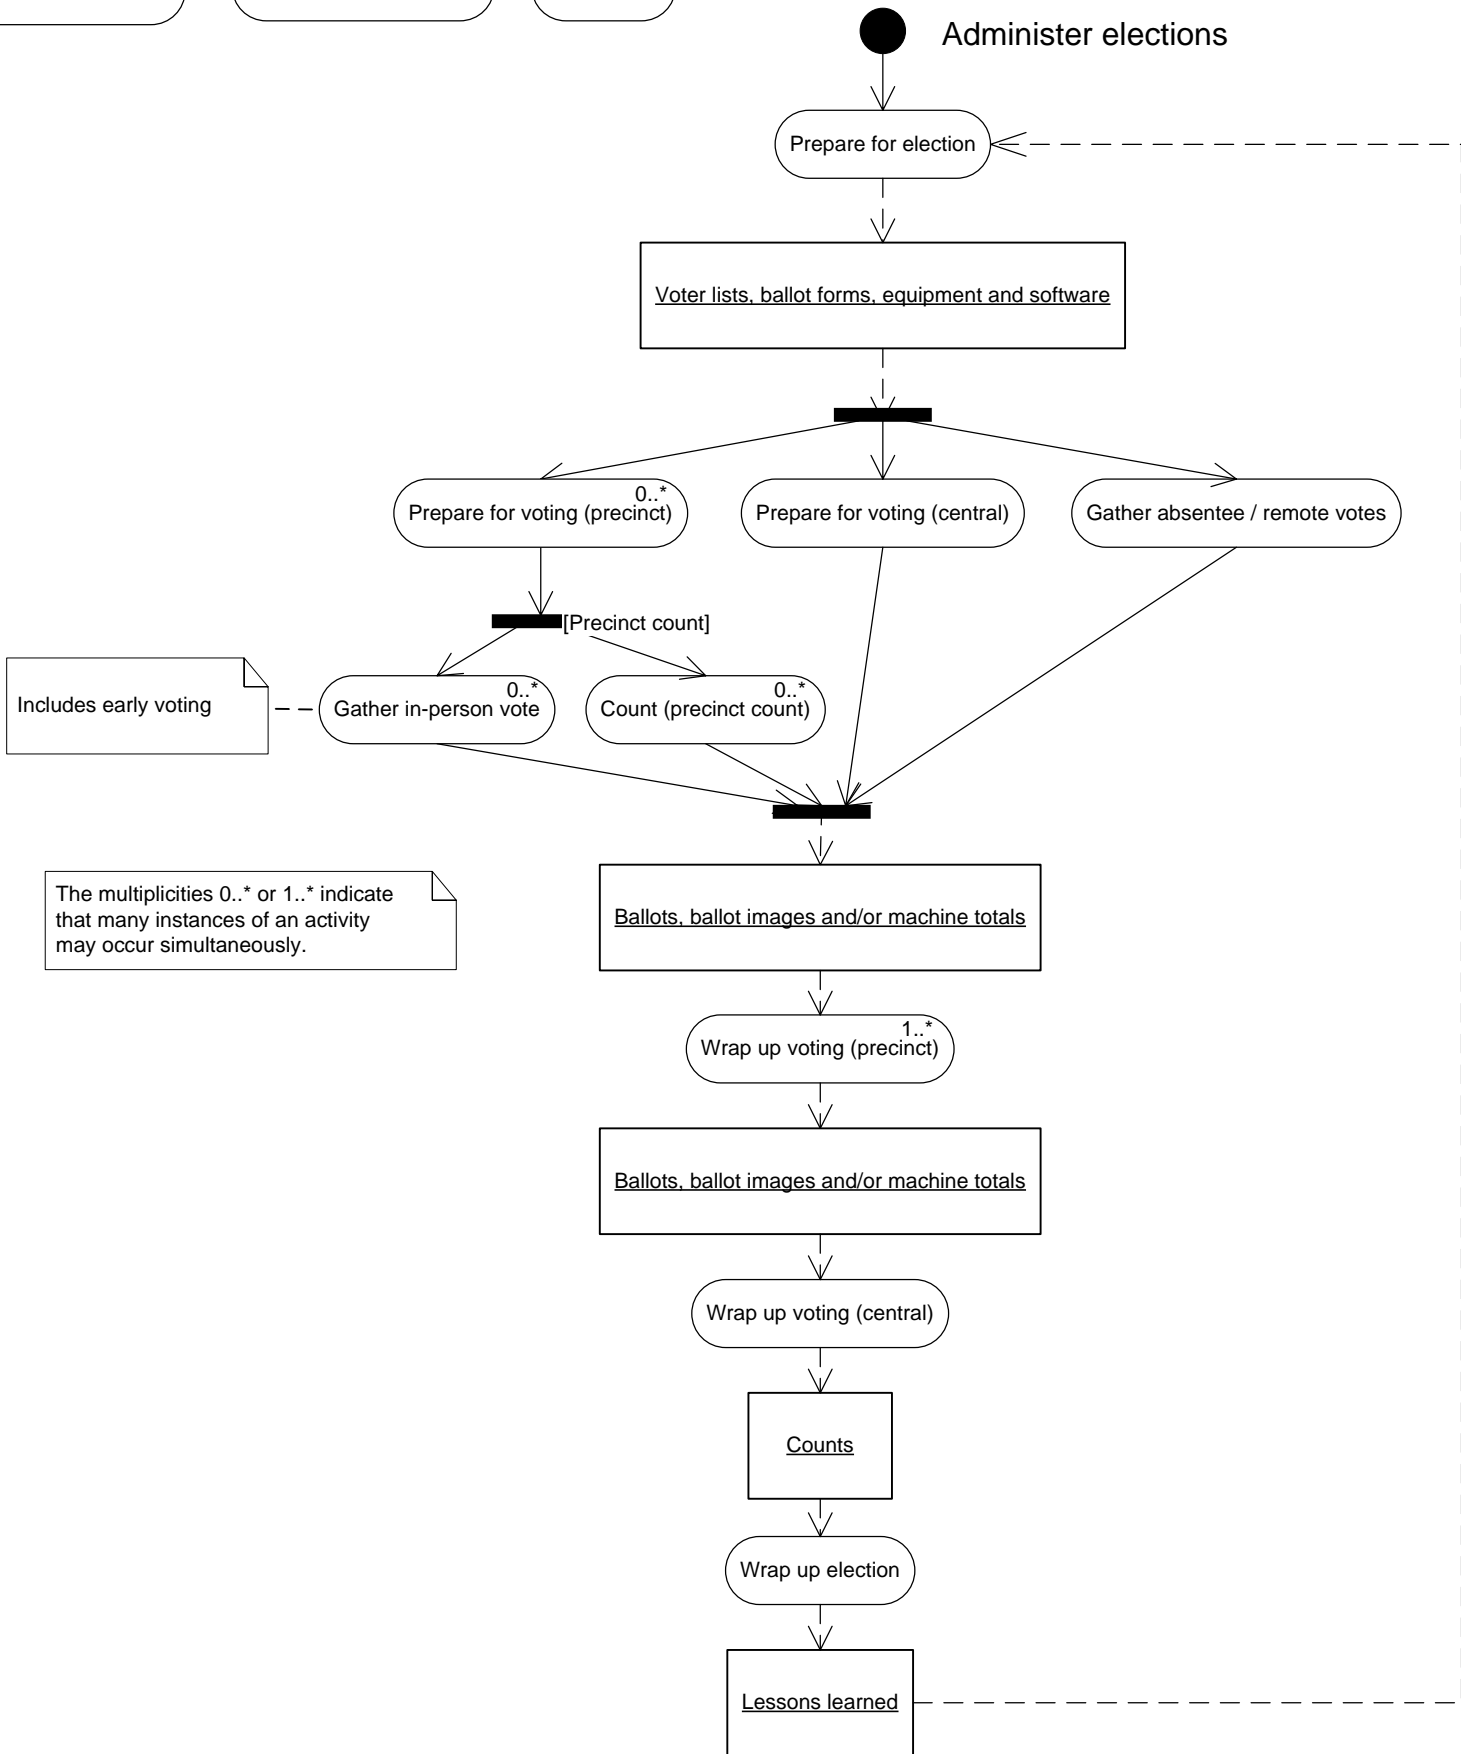 Administer elections
Prepare for election
Voter lists, ballot forms, equipment and software
0..*
Prepare for voting (precinct)
Prepare for voting (central)
Gather absentee / remote votes
[Precinct count]
Includes early voting
0..*
Gather in-person vote
0..*
Count (precinct count)
The multiplicities 0..* or 1..* indicate
that many instances of an activity
may occur simultaneously.
Ballots, ballot images and/or machine totals
1..*
Wrap up voting (precinct)
Ballots, ballot images and/or machine totals
Wrap up voting (central)
Counts
Wrap up election
Lessons learned